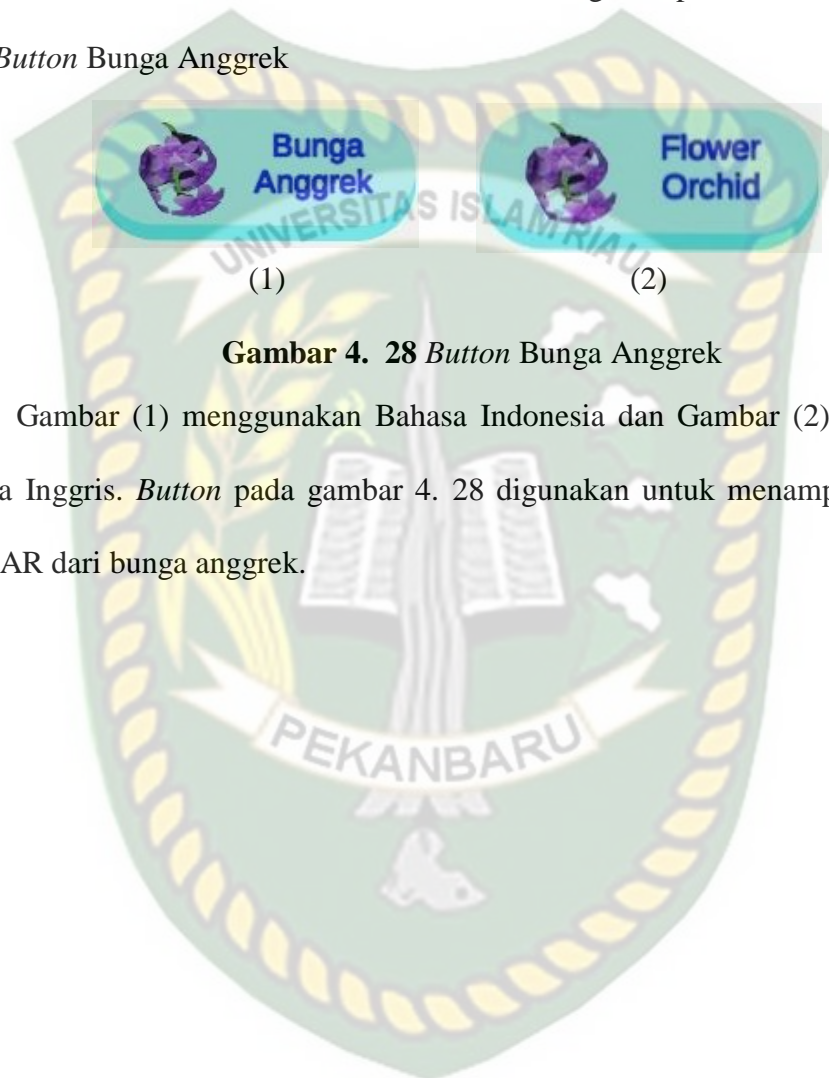 Button Bunga Anggrek
Bunga
Anggrek
Flower
Orchid
UNIVERSITAS ISLAM RIAU
(1) (2)
Gambar 4. 28 Button Bunga Anggrek
Gambar (1) menggunakan Bahasa Indonesia dan Gambar (2)
Inggris. Button pada gambar 4. 28 digunakan untuk
AR dari bunga anggrek.
PEKANBARU